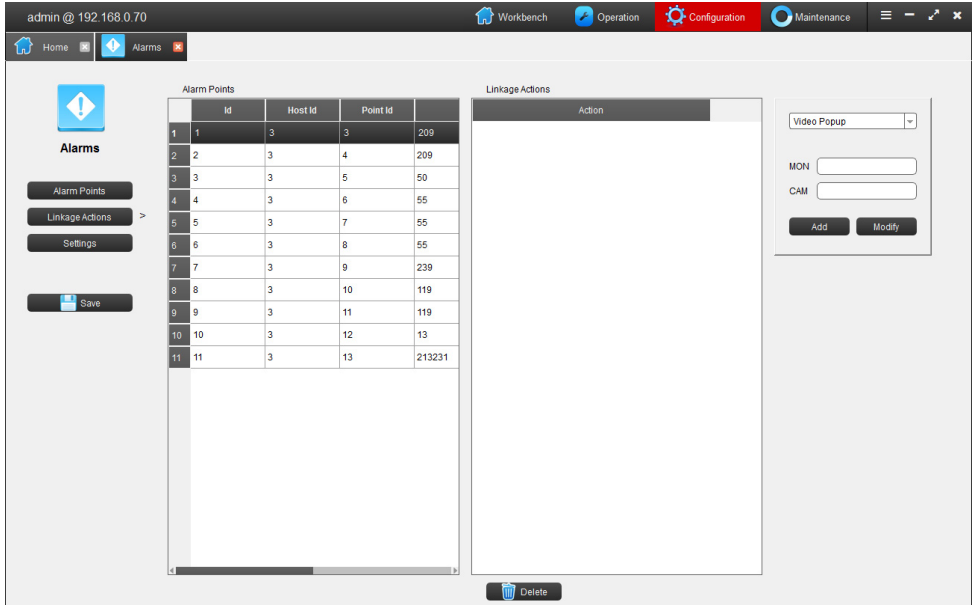 admin @ 192.168.0.70 Workbench Operation Configuration Maintenance
Home Alarms
Alarms
Alarm Points
Linkage Actions >
Settings
Save
Alarm Points
Id Host Id Point Id
1 1 3 3 209
2 2 3 4 209
3 3 3 5 50
4 4 3 6 55
5 5 3 7 55
6 6 3 8 55
7 7 3 9 239
8 8 3 10 119
9 9 3 11 119
10 10 3 12 13
11 11 3 13 213231
Linkage Actions
Action
Delete
Video Popup
MON
CAM
Add Modify